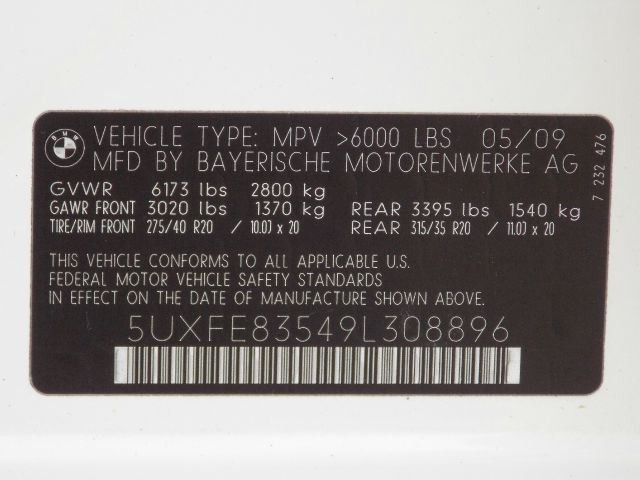 BMW
VEHICLE TYPE: MPV >6000 LBS 05/09
MFD BY BAYERISCHE MOTORENWERKE AG
GVWR 6173 lbs 2800 kg
GAWR FRONT 3020 lbs 1370 kg REAR 3395 lbs 1540 kg
TIRE/RIM FRONT 275/40 R20 / 10.0J x 20 REAR 315/35 R20 / 11.0J x 20
THIS VEHICLE CONFORMS TO ALL APPLICABLE U.S.
FEDERAL MOTOR VEHICLE SAFETY STANDARDS
IN EFFECT ON THE DATE OF MANUFACTURE SHOWN ABOVE.
5UXFE83549L308896
7 232 476